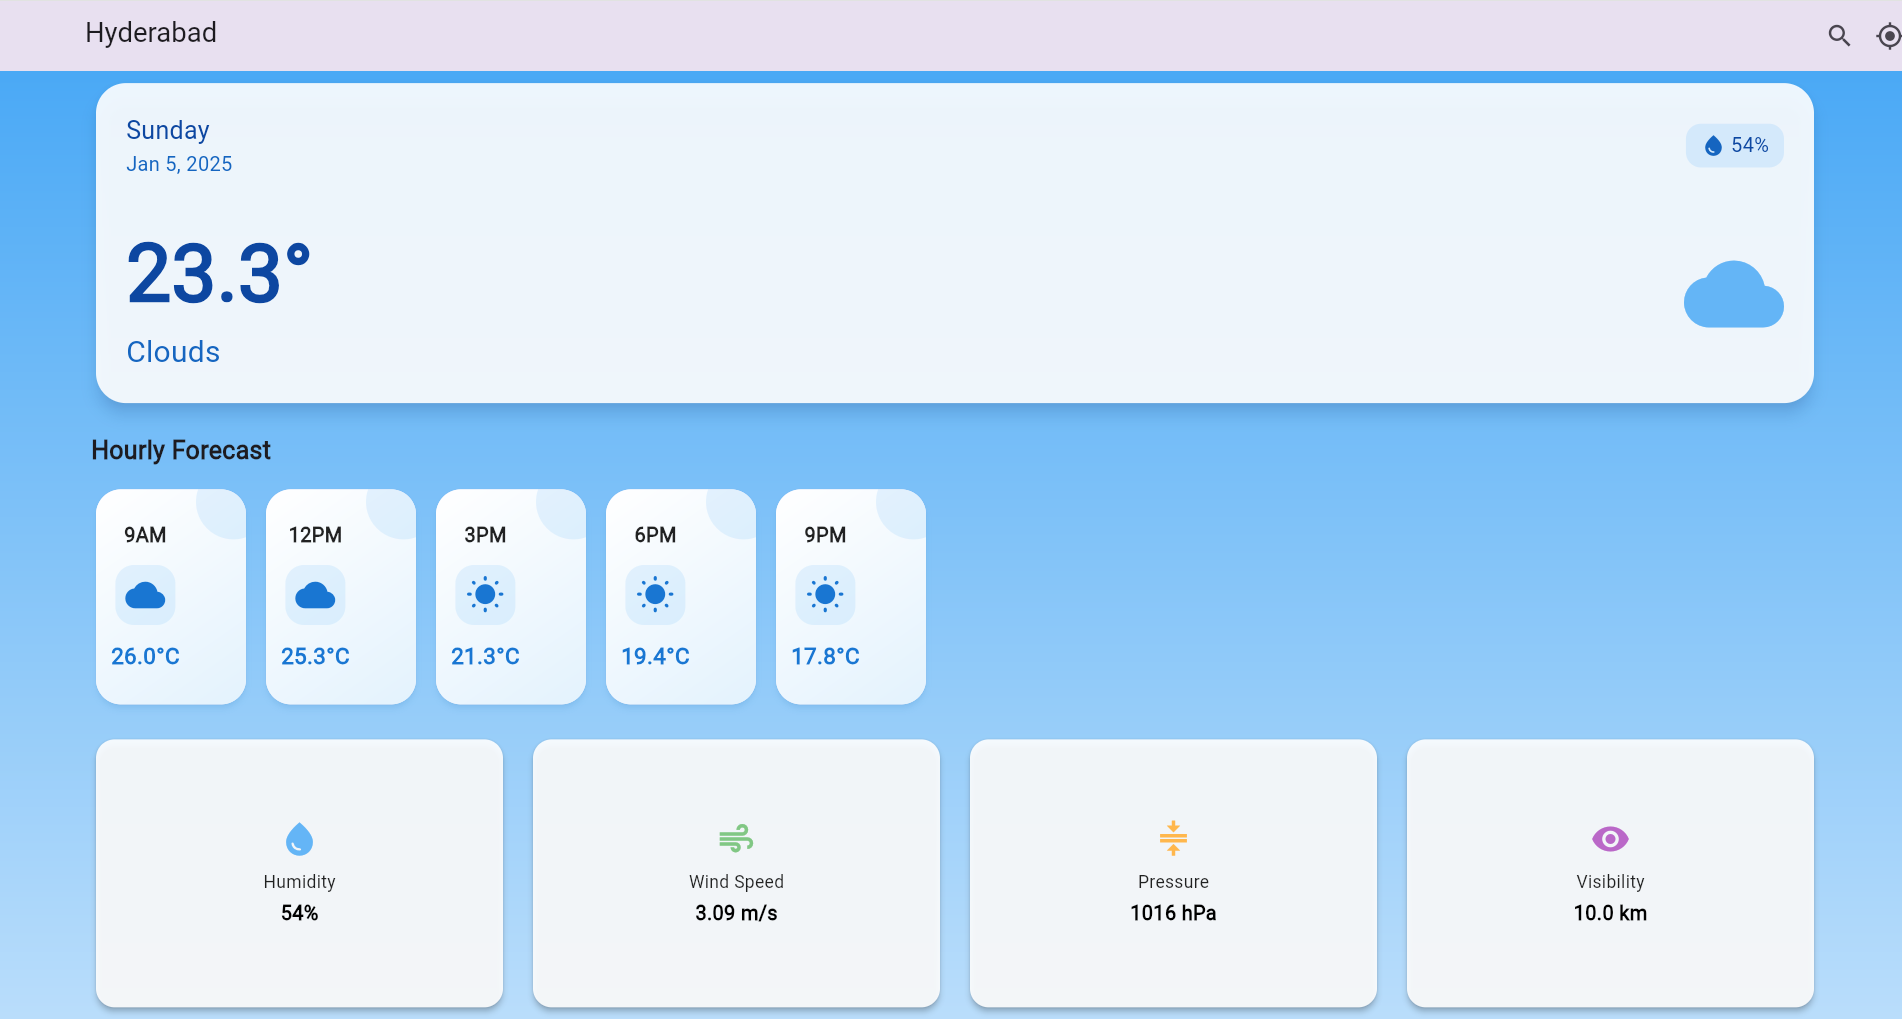 Hyderabad
Sunday
Jan 5, 2025
54%
23.3°
Clouds
Hourly Forecast
9AM 12PM 3PM 6PM 9PM
26.0°C 25.3°C 21.3°C 19.4°C 17.8°C
Humidity Wind Speed Pressure Visibility
54% 3.09 m/s 1016 hPa 10.0 km